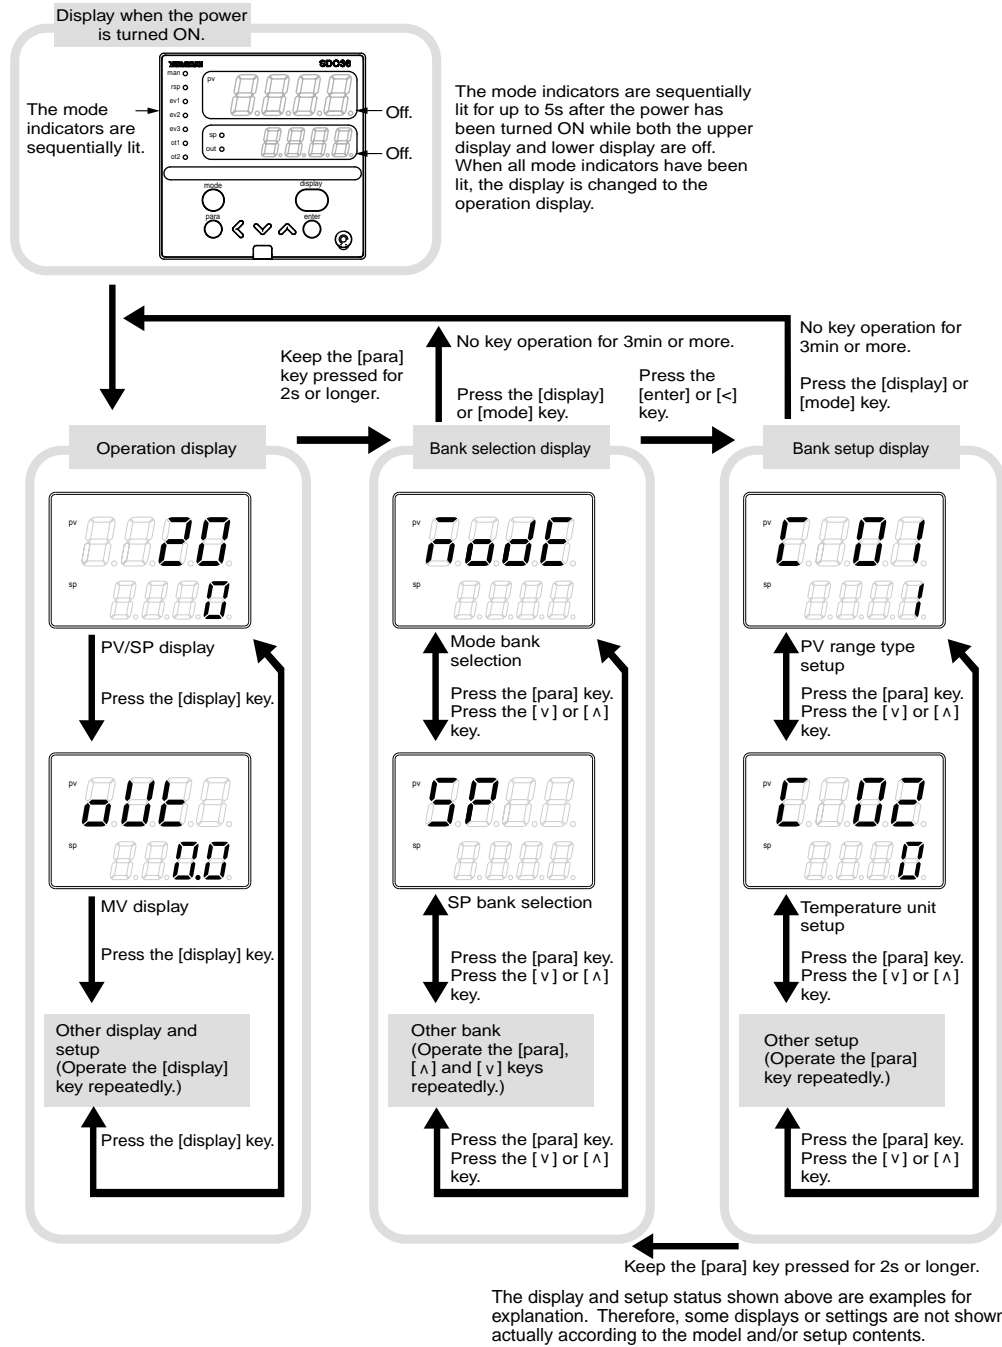 Display when the power
is turned ON.
SDC36
man
rsp
ev1
ev2
ev3
ot1
ot2
pv
sp
out
mode
display
para
enter
The mode
indicators are
sequentially lit.
Off.
Off.
The mode indicators are sequentially
lit for up to 5s after the power has
been turned ON while both the upper
display and lower display are off.
When all mode indicators have been
lit, the display is changed to the
operation display.
Keep the [para]
key pressed for
2s or longer.
No key operation for 3min or more.
Press the [display]
or [mode] key.
Press the
[enter] or [<]
key.
No key operation for
3min or more.
Press the [display] or
[mode] key.
Operation display
pv
20
sp
0
PV/SP display
Press the [display] key.
pv
oUt
sp
0.0
MV display
Press the [display] key.
Other display and
setup
(Operate the [display]
key repeatedly.)
Press the [display] key.
Bank selection display
pv
modE
sp
Mode bank
selection
Press the [para] key.
Press the [∨] or [∧]
key.
pv
SP
sp
SP bank selection
Press the [para] key.
Press the [∨] or [∧]
key.
Other bank
(Operate the [para],
[∧] and [∨] keys
repeatedly.)
Press the [para] key.
Press the [∨] or [∧]
key.
Bank setup display
pv
C 01
sp
1
PV range type
setup
Press the [para] key.
Press the [∨] or [∧]
key.
pv
C 02
sp
0
Temperature unit
setup
Press the [para] key.
Press the [∨] or [∧]
key.
Other setup
(Operate the [para]
key repeatedly.)
Press the [para] key.
Press the [∨] or [∧]
key.
Keep the [para] key pressed for 2s or longer.
The display and setup status shown above are examples for
explanation. Therefore, some displays or settings are not shown
actually according to the model and/or setup contents.